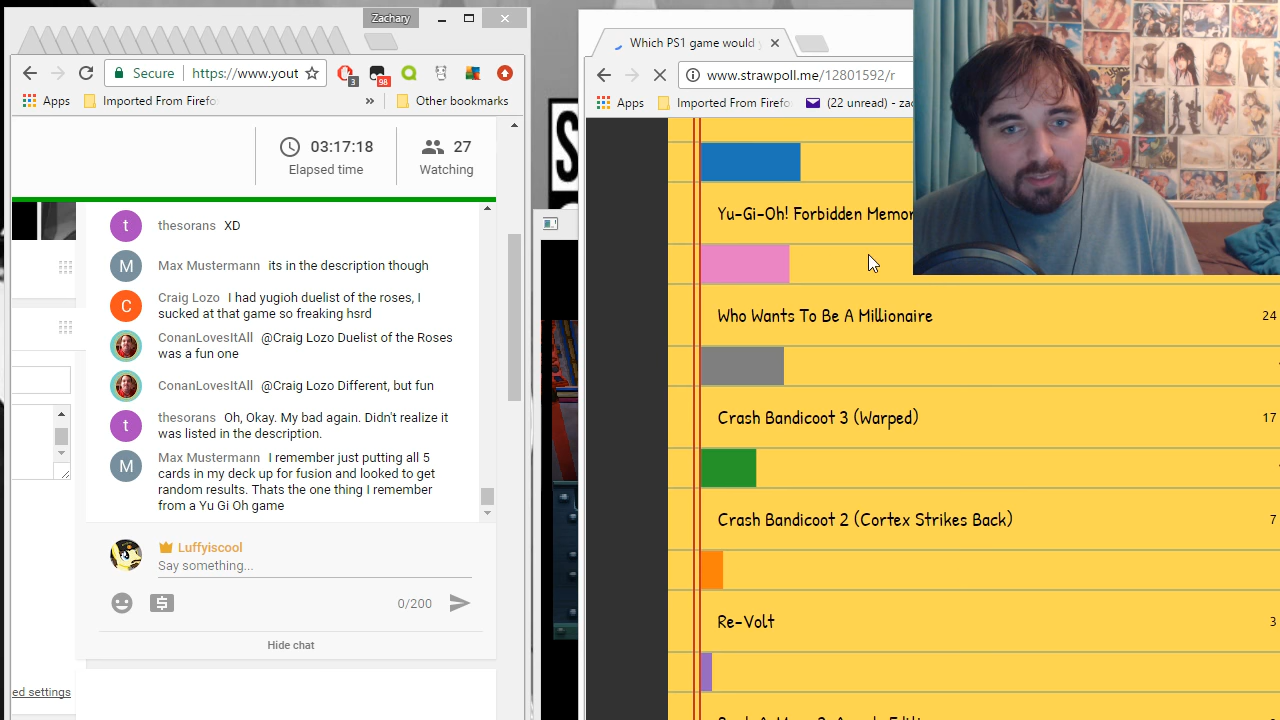 Zachary
Secure
https://www.yout
3
98
Apps
Imported From Firefo
»
Other bookmarks
03:17:18
Elapsed time
27
Watching
t
thesorans XD
M
Max Mustermann its in the description though
C
Craig Lozo I had yugioh duelist of the roses, I
sucked at that game so freaking hsrd
ConanLovesItAll @Craig Lozo Duelist of the Roses
was a fun one
ConanLovesItAll @Craig Lozo Different, but fun
t
thesorans Oh, Okay. My bad again. Didn't realize it
was listed in the description.
M
Max Mustermann I remember just putting all 5
cards in my deck up for fusion and looked to get
random results. Thats the one thing I remember
from a Yu Gi Oh game
Luffyiscool
Say something...
0/200
Hide chat
ed settings
Which PS1 game would
www.strawpoll.me/12801592/r
Apps
Imported From Firefo
(22 unread) - zac
Yu-Gi-Oh! Forbidden Memor
Who Wants To Be A Millionaire
24
Crash Bandicoot 3 (Warped)
17
Crash Bandicoot 2 (Cortex Strikes Back)
7
Re-Volt
3